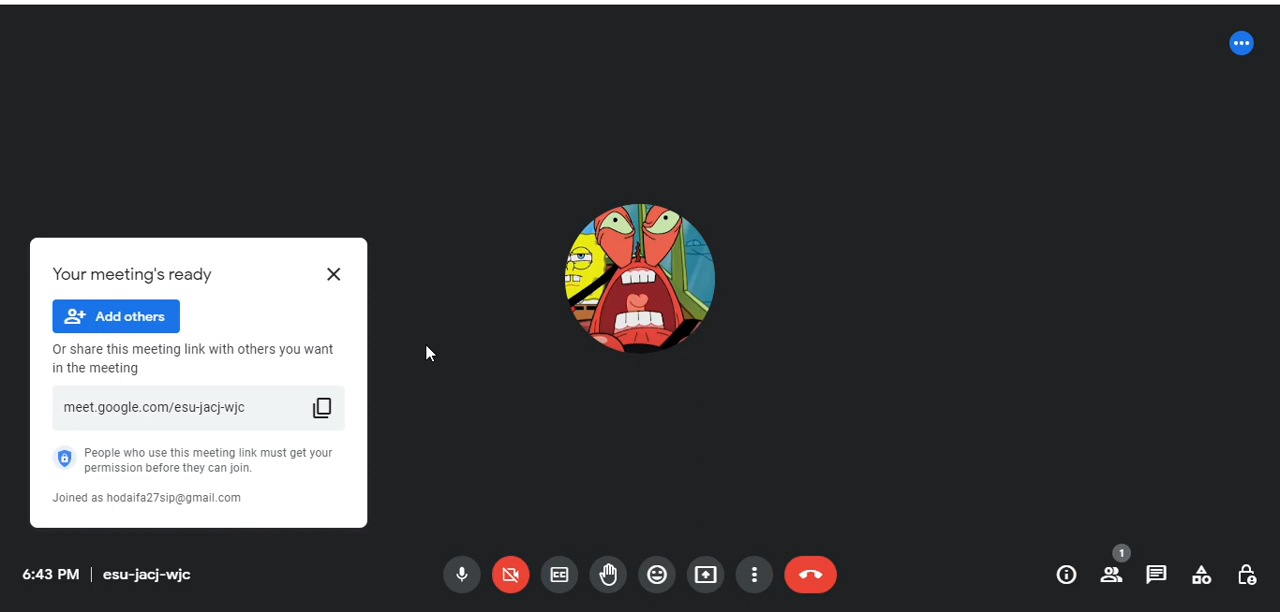 Your meeting's ready
Add others
Or share this meeting link with others you want
in the meeting
meet.google.com/esu-jacj-wjc
People who use this meeting link must get your
permission before they can join.
Joined as hodaifa27sip@gmail.com
6:43 PM | esu-jacj-wjc
CC
1